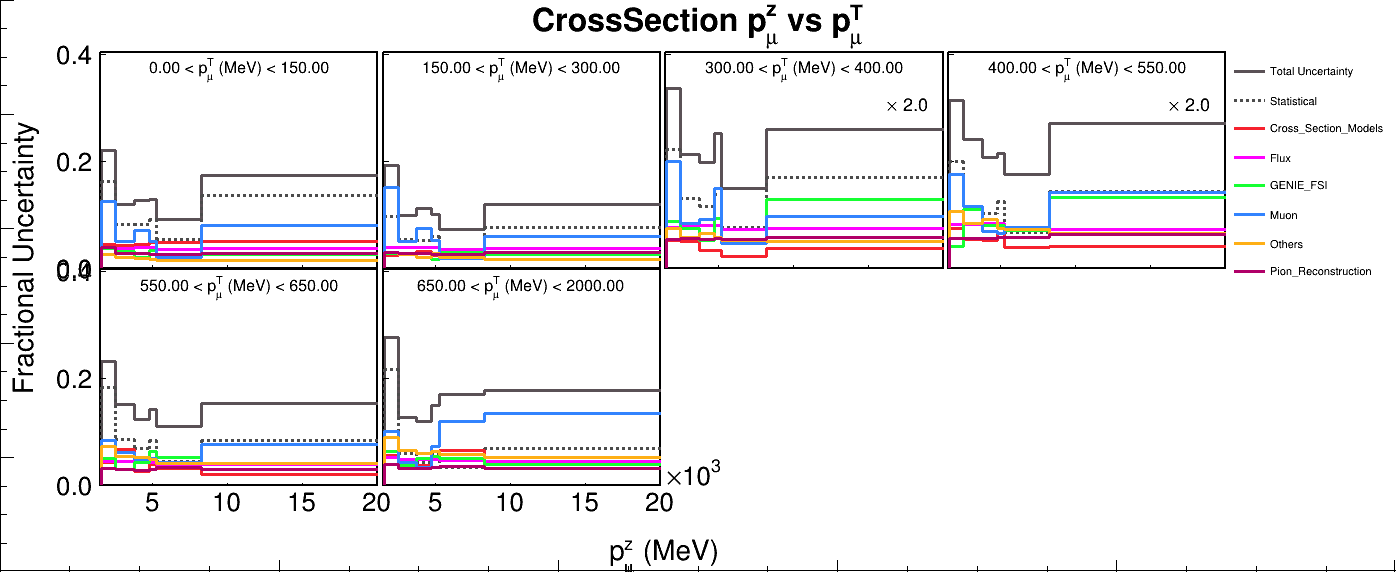 CrossSection p^z_μ vs p^T_μ
Fractional Uncertainty
0.4
0.2
0.0
0.4
0.2
0.0
0.00 < p^T_μ (MeV) < 150.00
150.00 < p^T_μ (MeV) < 300.00
300.00 < p^T_μ (MeV) < 400.00
× 2.0
400.00 < p^T_μ (MeV) < 550.00
× 2.0
550.00 < p^T_μ (MeV) < 650.00
650.00 < p^T_μ (MeV) < 2000.00
Total Uncertainty
Statistical
Cross_Section_Models
Flux
GENIE_FSI
Muon
Others
Pion_Reconstruction
5 10 15 20 5 10 15 20 ×10³
p^z_μ (MeV)